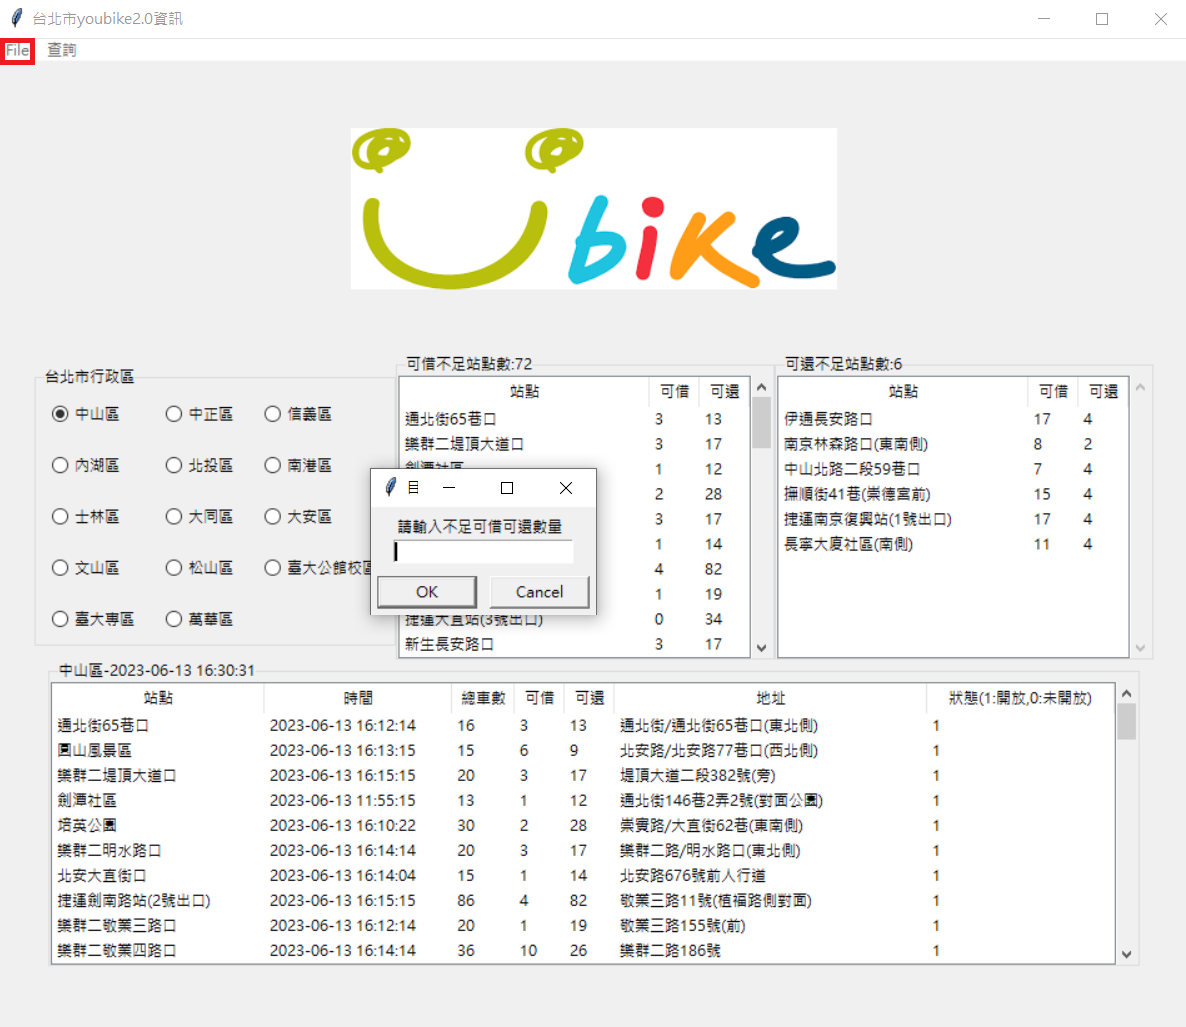 台北市youbike2.0資訊
File 查詢
bike
台北市行政區
中山區 中正區 信義區
內湖區 北投區 南港區
士林區 大同區 大安區
文山區 松山區 臺大公館校區
臺大專區 萬華區
可借不足站點數:72
站點 可借 可還
通北街65巷口 3 13
樂群二堤頂大道口 3 17
劍潭社區 1 12
2 28
3 17
1 14
4 82
1 19
捷運大直站(3號出口) 0 34
新生長安路口 3 17
可還不足站點數:6
站點 可借 可還
伊通長安路口 17 4
南京林森路口(東南側) 8 2
中山北路二段59巷口 7 4
撫順街41巷(崇德宮前) 15 4
捷運南京復興站(1號出口) 17 4
長寧大廈社區(南側) 11 4
目
請輸入不足可借可還數量
OK Cancel
中山區-2023-06-13 16:30:31
站點 時間 總車數 可借 可還 地址 狀態(1:開放,0:未開放)
通北街65巷口 2023-06-13 16:12:14 16 3 13 通北街/通北街65巷口(東北側) 1
圓山風景區 2023-06-13 16:13:15 15 6 9 北安路/北安路77巷口(西北側) 1
樂群二堤頂大道口 2023-06-13 16:15:15 20 3 17 堤頂大道二段382號(旁) 1
劍潭社區 2023-06-13 11:55:15 13 1 12 通北街146巷2弄2號(對面公園) 1
培英公園 2023-06-13 16:10:22 30 2 28 崇實路/大直街62巷(東南側) 1
樂群二明水路口 2023-06-13 16:14:14 20 3 17 樂群二路/明水路口(東北側) 1
北安大直街口 2023-06-13 16:14:04 15 1 14 北安路676號前人行道 1
捷運劍南路站(2號出口) 2023-06-13 16:15:15 86 4 82 敬業三路11號(植福路側對面) 1
樂群二敬業三路口 2023-06-13 16:12:14 20 1 19 敬業三路155號(前) 1
樂群二敬業四路口 2023-06-13 16:14:14 36 10 26 樂群二路186號 1